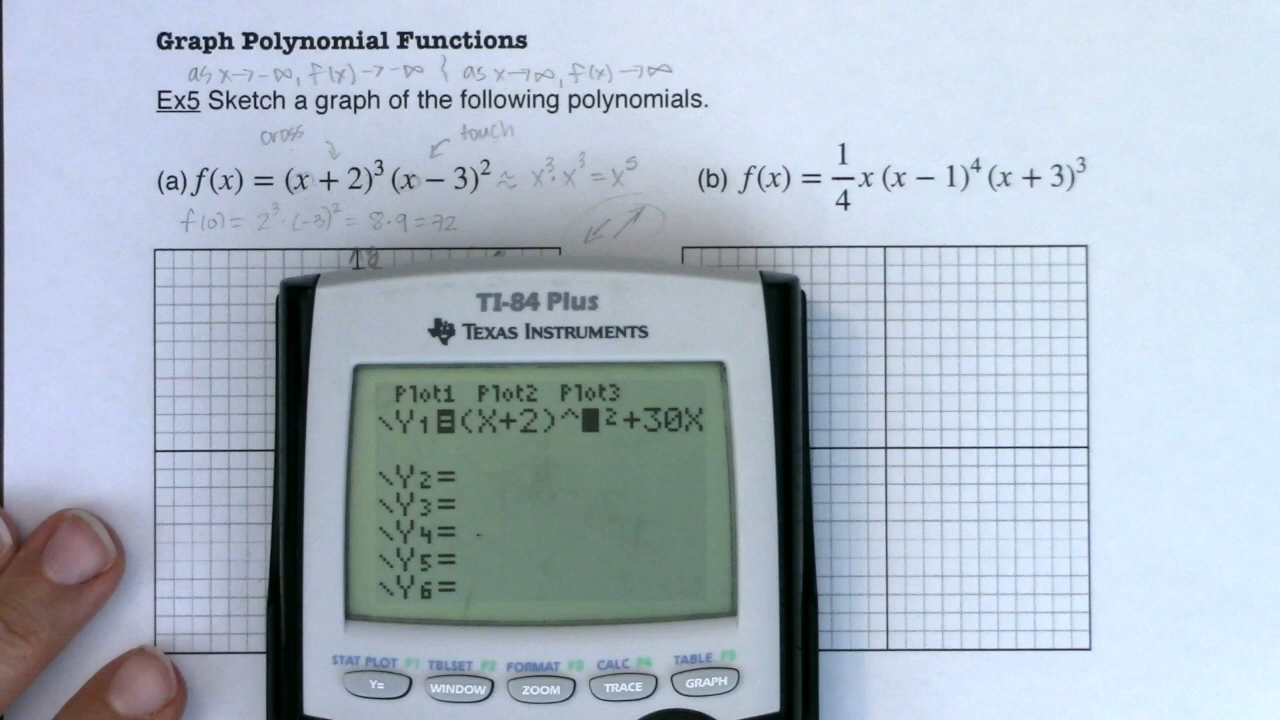 Graph Polynomial Functions
as x→-∞, f(x)→-∞ { as x→∞, f(x)→∞
Ex5 Sketch a graph of the following polynomials.
cross touch
(a) f(x) = (x + 2)³ (x − 3)² ≈ x³·x³ = x⁵
(b) f(x) = 1/4 x (x − 1)⁴ (x + 3)³
f(0) = 2³·(-3)² = 8·9 = 72
18
TI-84 Plus
TEXAS INSTRUMENTS
Plot1 Plot2 Plot3
\Y1=(X+2)^■²+30X
\Y2=
\Y3=
\Y4=
\Y5=
\Y6=
STAT PLOT F1 TBLSET F2 FORMAT F3 CALC F4 TABLE F5
Y= WINDOW ZOOM TRACE GRAPH